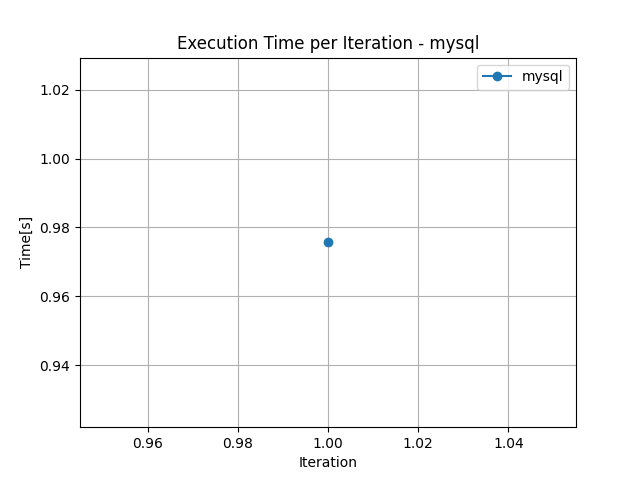 Execution Time per Iteration - mysql
mysql
1.02
1.00
0.98
0.96
0.94
Time[s]
0.96 0.98 1.00 1.02 1.04
Iteration